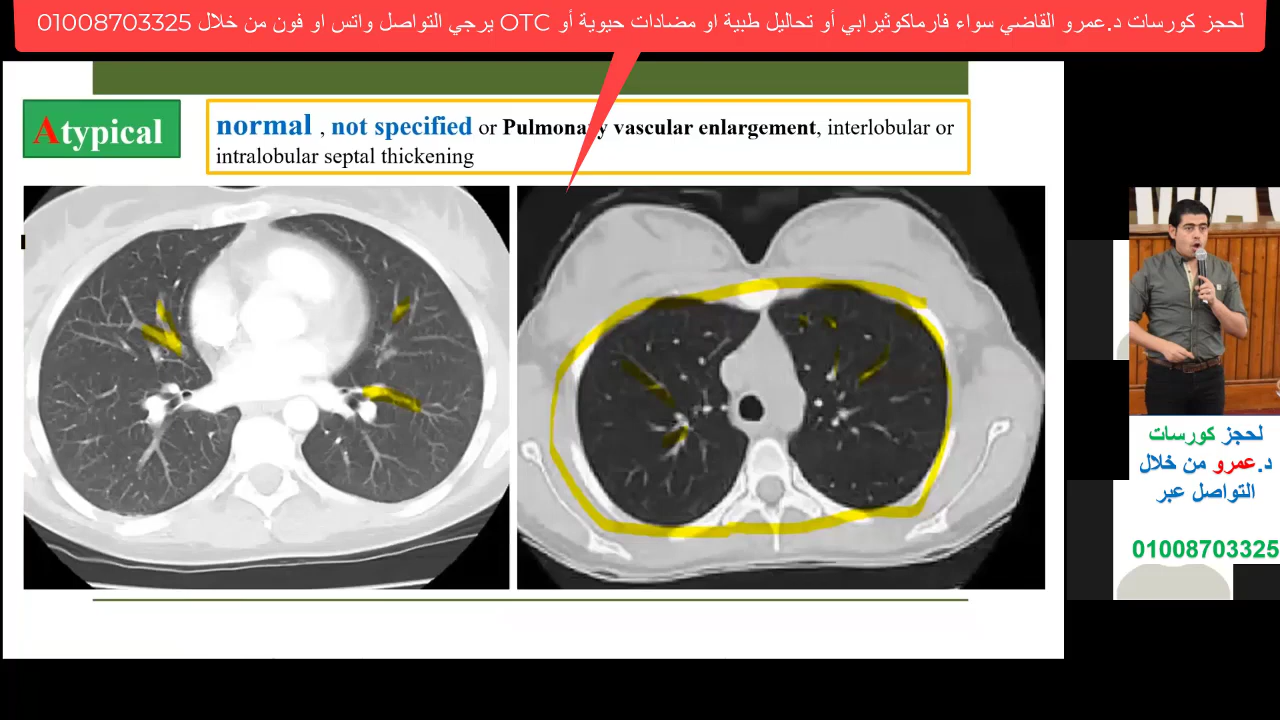 لحجز كورسات د.عمرو القاضي سواء فارماكوثيرابي أو تحاليل طبية او مضادات حيوية أو OTC يرجي التواصل واتس او فون من خلال 01008703325
Atypical
normal , not specified or Pulmonary vascular enlargement, interlobular or
intralobular septal thickening
لحجز كورسات
د.عمرو من خلال
التواصل عبر
01008703325